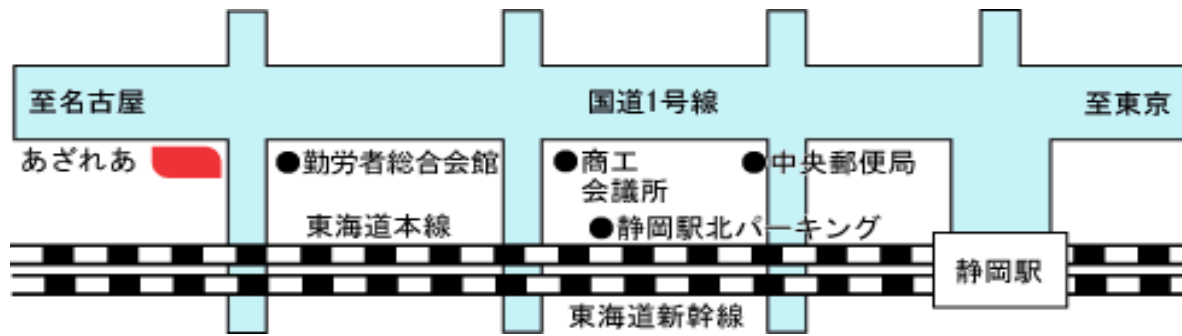 至名古屋
国道1号線
至東京
あざれあ
●勤労者総合会館
●商工
会議所
●中央郵便局
東海道本線
●静岡駅北パーキング
静岡駅
東海道新幹線